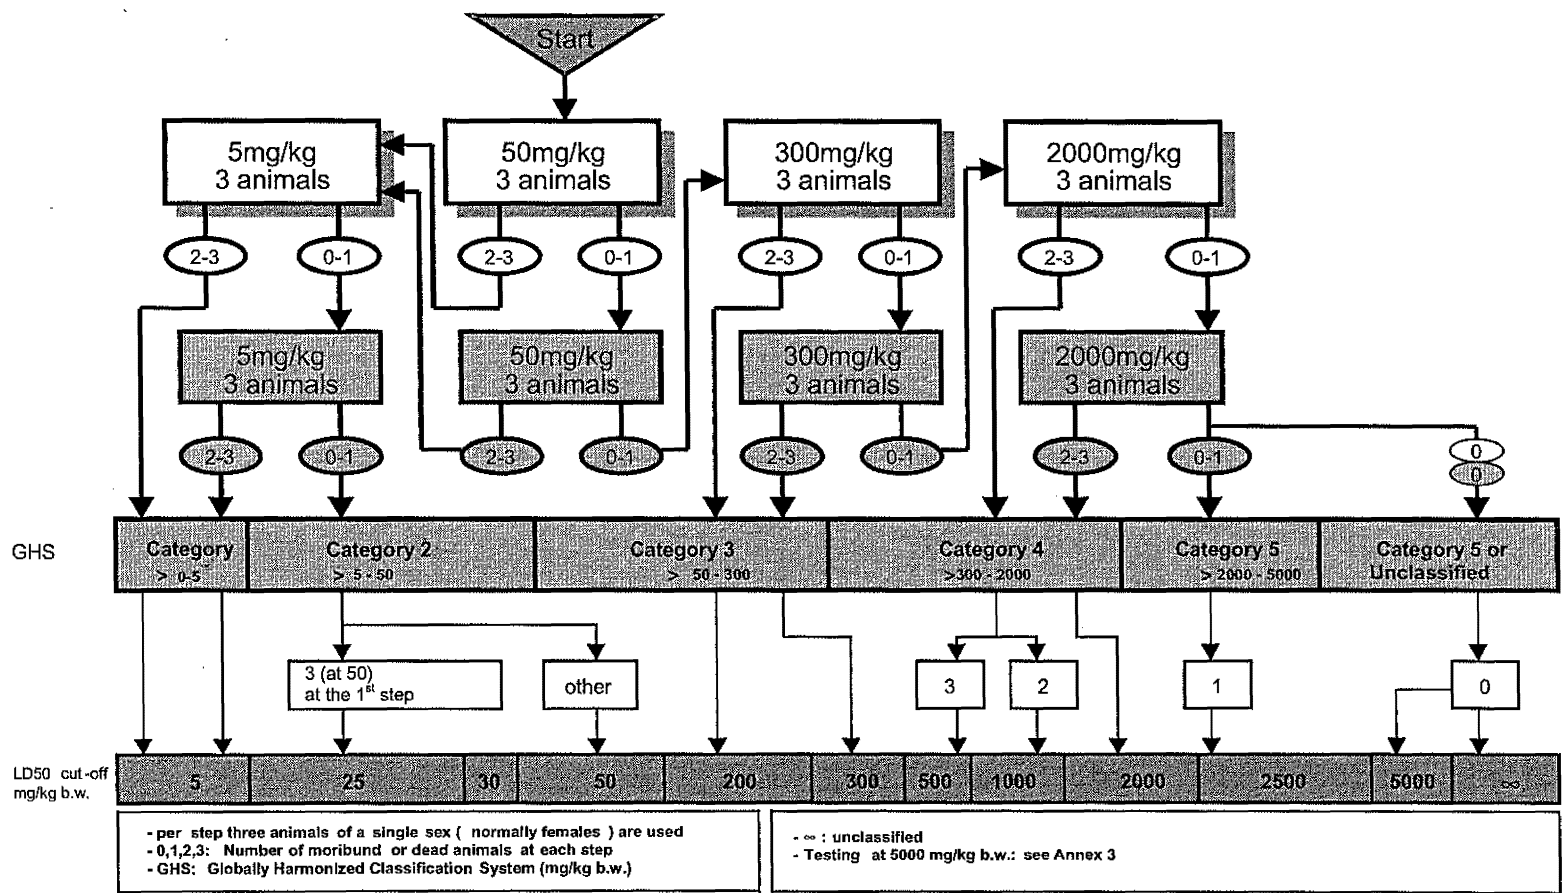 Start
5mg/kg
3 animals
50mg/kg
3 animals
300mg/kg
3 animals
2000mg/kg
3 animals
2-3
0-1
2-3
0-1
2-3
0-1
2-3
0-1
5mg/kg
3 animals
50mg/kg
3 animals
300mg/kg
3 animals
2000mg/kg
3 animals
2-3
0-1
2-3
0-1
2-3
0-1
2-3
0-1
0
0
GHS
Category
> 0-5
Category 2
> 5 - 50
Category 3
> 50 - 300
Category 4
>300 - 2000
Category 5
> 2000 - 5000
Category 5 or
Unclassified
3 (at 50)
at the 1st step
other
3
2
1
0
LD50 cut-off
mg/kg b.w.
5
25
30
50
200
300
500
1000
2000
2500
5000
∞
- per step three animals of a single sex ( normally females ) are used
- 0,1,2,3: Number of moribund or dead animals at each step
- GHS: Globally Harmonized Classification System (mg/kg b.w.)
- ∞ : unclassified
- Testing at 5000 mg/kg b.w.: see Annex 3